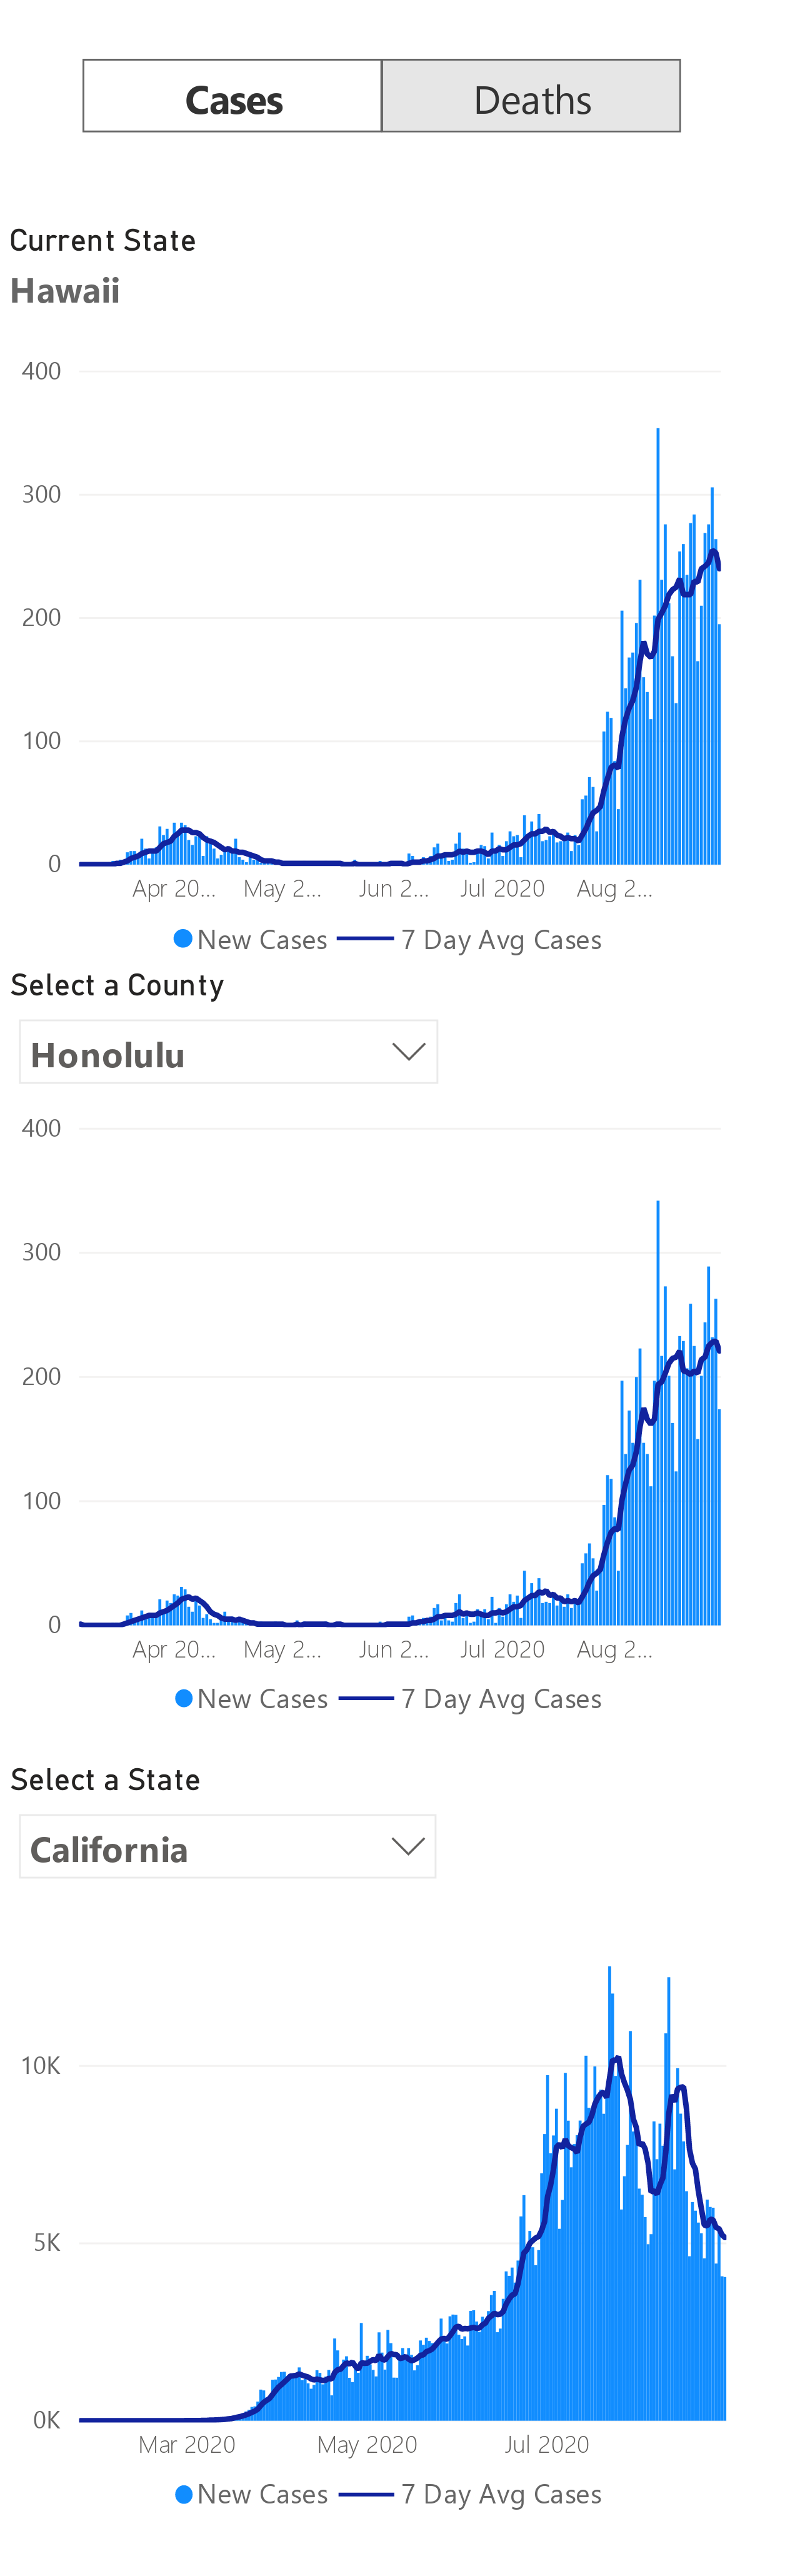 Cases Deaths
Current State
Hawaii
400
300
200
100
0
Apr 20... May 2... Jun 2... Jul 2020 Aug 2...
New Cases 7 Day Avg Cases
Select a County
Honolulu
400
300
200
100
0
Apr 20... May 2... Jun 2... Jul 2020 Aug 2...
New Cases 7 Day Avg Cases
Select a State
California
10K
5K
0K
Mar 2020 May 2020 Jul 2020
New Cases 7 Day Avg Cases